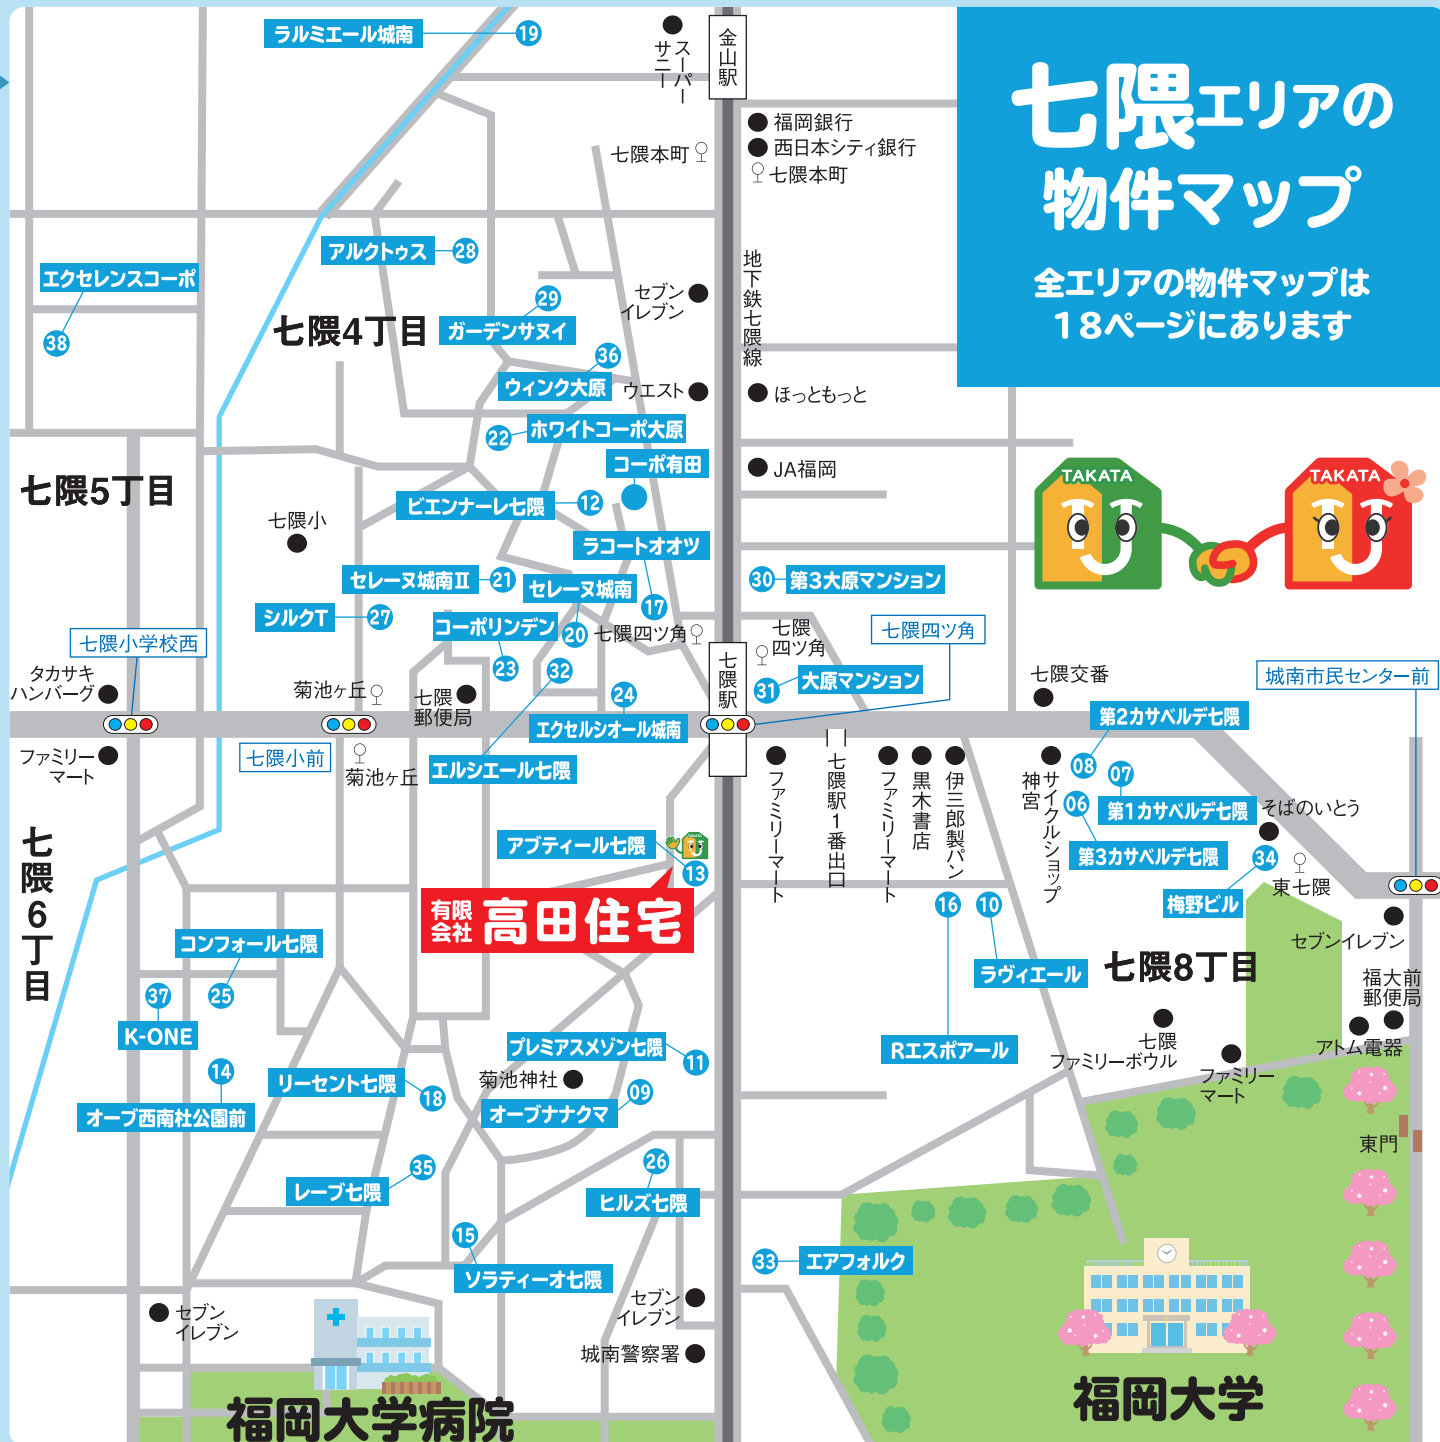 七隈エリアの
物件マップ
全エリアの物件マップは
18ページにあります
ラルミエール城南
19
スーパー
サニー
金山駅
福岡銀行
西日本シティ銀行
七隈本町
七隈本町
アルクトゥス
28
エクセレンスコーポ
38
七隈4丁目
29
ガーデンサヌイ
セブン
イレブン
地下鉄七隈線
36
ウィンク大原
ウエスト
ほっともっと
22
ホワイトコーポ大原
コーポ有田
JA福岡
七隈5丁目
ビエンナーレ七隈
12
七隈小
ラコートオオツ
17
TAKATA
TAKATA
セレーヌ城南Ⅱ
21
セレーヌ城南
20
30
第3大原マンション
シルクT
27
コーポリンデン
23
七隈四ツ角
七隈
四ツ角
七隈四ツ角
七隈小学校西
タカサキ
ハンバーグ
菊池ヶ丘
七隈
郵便局
32
24
エクセルシオール城南
七隈駅
31
大原マンション
七隈交番
城南市民センター前
第2カサベルデ七隈
08
ファミリー
マート
七隈小前
菊池ヶ丘
エルシエール七隈
ファミリーマート
七隈駅1番出口
ファミリーマート
黒木書店
伊三郎製パン
サイクルショップ
神宮
07
第1カサベルデ七隈
06
第3カサベルデ七隈
そばのいとう
34
梅野ビル
東七隈
七隈6丁目
アブティール七隈
TAKATA
13
有限
会社
高田住宅
16
10
コンフォール七隈
25
ラヴィエール
七隈8丁目
セブンイレブン
福大前
郵便局
37
K-ONE
Rエスポアール
七隈
ファミリーボウル
アトム電器
ファミリー
マート
14
オーブ西南杜公園前
リーセント七隈
18
プレミアスメゾン七隈
11
菊池神社
09
オーブナナクマ
東門
35
レーブ七隈
26
ヒルズ七隈
15
ソラティーオ七隈
33
エアフォルク
セブン
イレブン
セブン
イレブン
城南警察署
福岡大学病院
福岡大学